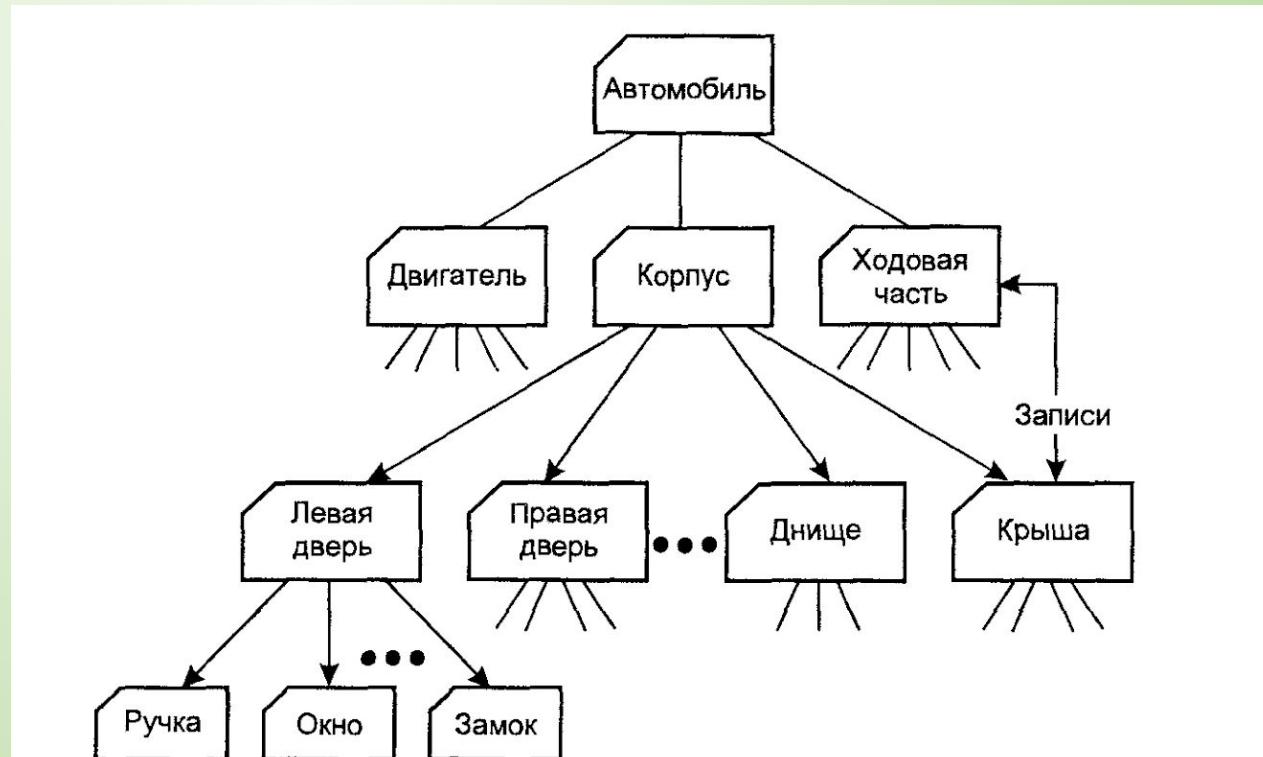 Автомобиль
Двигатель
Корпус
Ходовая
часть
Записи
Левая
дверь
Правая
дверь
Днище
Крыша
Ручка
Окно
Замок